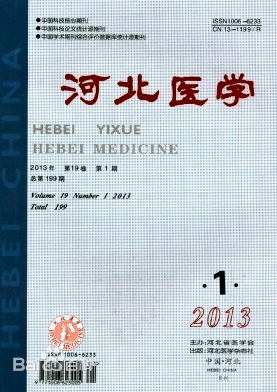 •中国科技核心期刊
•中国科技论文统计源期刊
•中国学术期刊综合评价数据库统计源期刊
ISSN1006-6233
CN 13-1199/R
河北医学
HEBEI YIXUE
HEBEI MEDICINE
2013年 第19卷 第1期
总第199期
Volume 19 Number 1 2013
Total 199
HEBEI CHINA
·1·
2013
主办:河北省医学会
出版:河北医学杂志社
中国·河北
HEBEI CHINA
ISSN 1006-6233
9771006623005